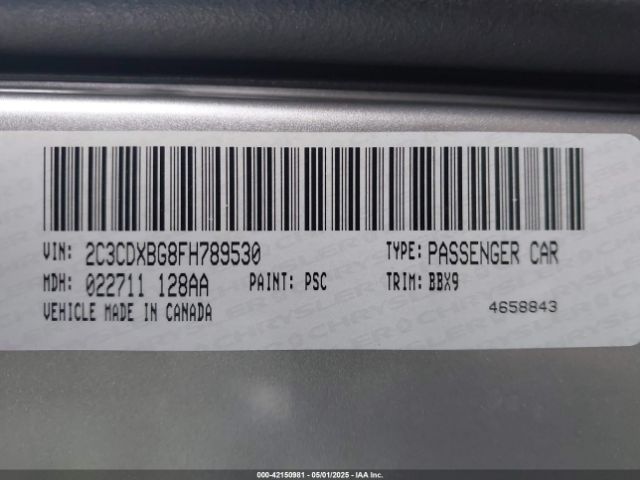 VIN: 2C3CDXBG8FH789530 TYPE: PASSENGER CAR
MDH: 022711 128AA PAINT: PSC TRIM: BBX9
VEHICLE MADE IN CANADA 4658843
CHRYSLER
000-42150981 - 05/01/2025 - IAA Inc.